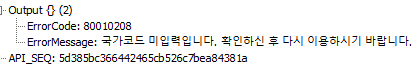 Output {} (2)
ErrorCode: 80010208
ErrorMessage: 국가코드 미입력입니다. 확인하신 후 다시 이용하시기 바랍니다.
API_SEQ: 5d385bc366442465cb526c7bea84381a